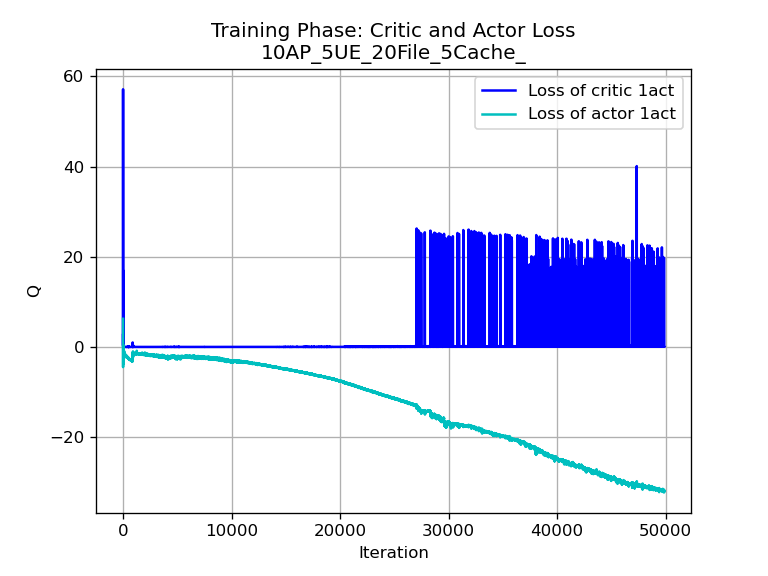 Training Phase: Critic and Actor Loss
10AP_5UE_20File_5Cache_
60
40
20
0
−20
Q
Loss of critic 1act
Loss of actor 1act
0
10000
20000
30000
40000
50000
Iteration